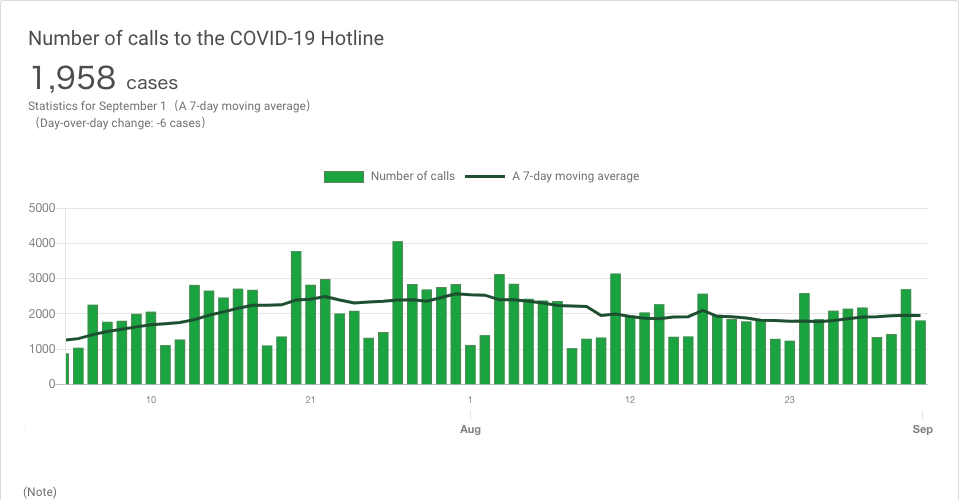 Number of calls to the COVID-19 Hotline
1,958 cases
Statistics for September 1（A 7-day moving average）
（Day-over-day change: -6 cases）
Number of calls
A 7-day moving average
5000
4000
3000
2000
1000
0
10 21 1 12 23
Aug Sep
(Note)